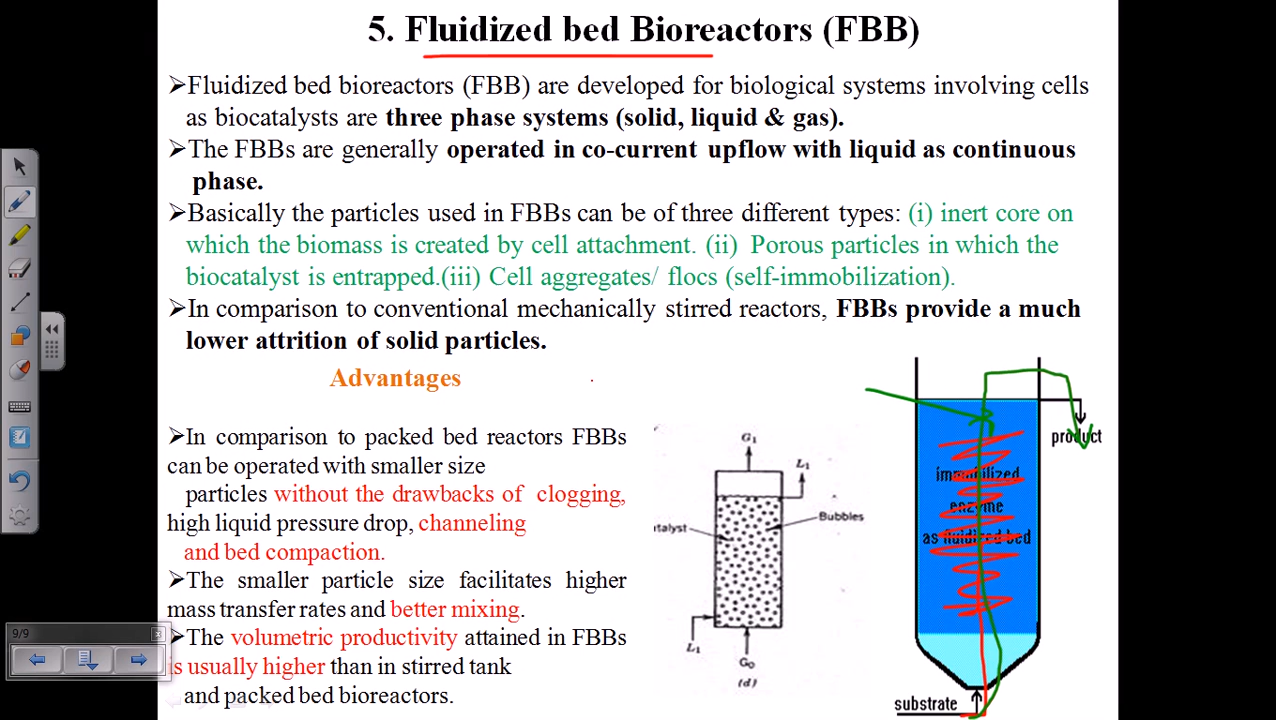 5. Fluidized bed Bioreactors (FBB)
➢Fluidized bed bioreactors (FBB) are developed for biological systems involving cells
as biocatalysts are three phase systems (solid, liquid & gas).
➢The FBBs are generally operated in co-current upflow with liquid as continuous
phase.
➢Basically the particles used in FBBs can be of three different types: (i) inert core on
which the biomass is created by cell attachment. (ii) Porous particles in which the
biocatalyst is entrapped.(iii) Cell aggregates/ flocs (self-immobilization).
➢In comparison to conventional mechanically stirred reactors, FBBs provide a much
lower attrition of solid particles.
Advantages
➢In comparison to packed bed reactors FBBs
can be operated with smaller size
particles without the drawbacks of clogging,
high liquid pressure drop, channeling
and bed compaction.
➢The smaller particle size facilitates higher
mass transfer rates and better mixing.
➢The volumetric productivity attained in FBBs
is usually higher than in stirred tank
and packed bed bioreactors.
G₁
L₁
Bubbles
atalyst
L₁
G₀
(d)
product
immobilized
enzyme
as fluidized bed
substrate
9/9